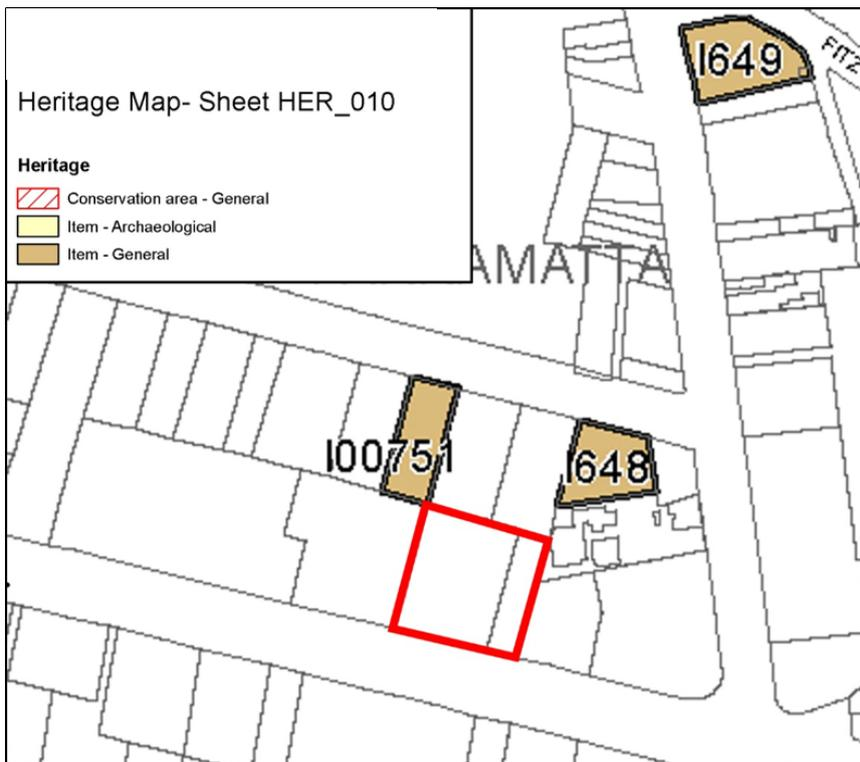 Heritage Map- Sheet HER_010
Heritage
Conservation area - General
Item - Archaeological
Item - General
I649
AMATTA
I00751
I648